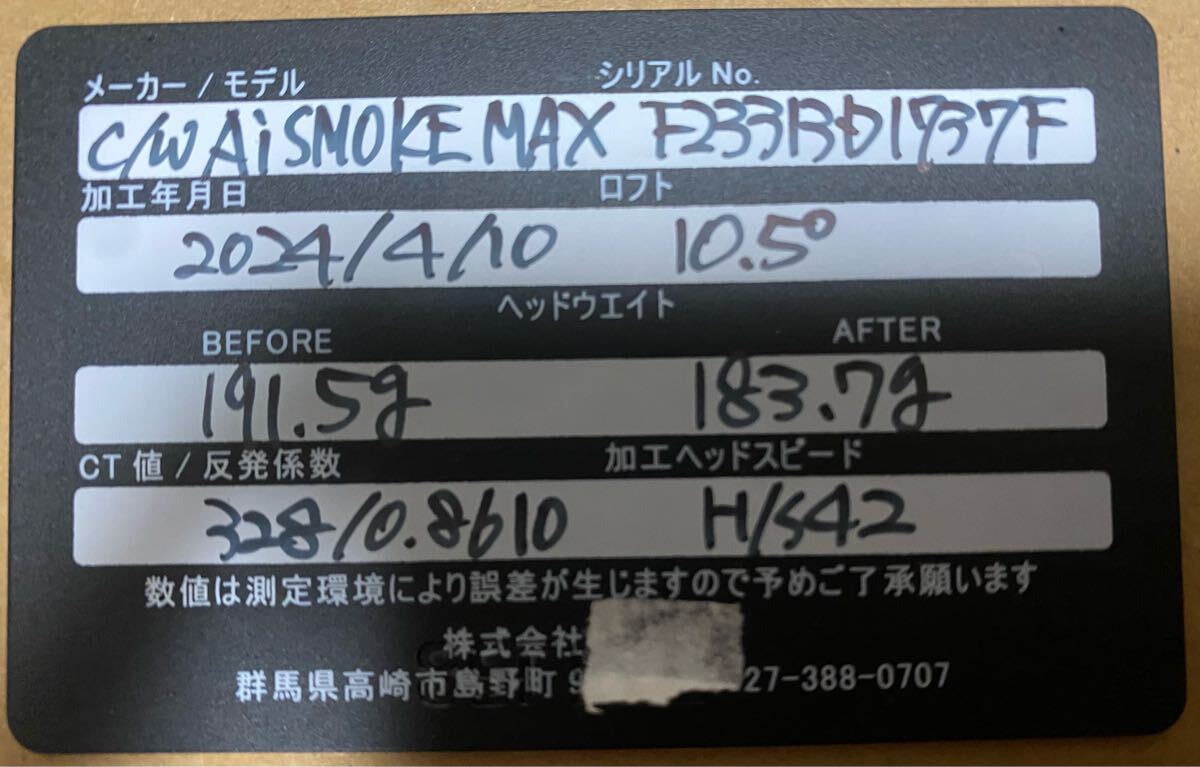 メーカー / モデル シリアル No.
C/W Ai SMOKE MAX F233BD1737F
加工年月日 ロフト
2024/4/10 10.5°
ヘッドウエイト
BEFORE AFTER
191.5g 183.7g
CT 値 / 反発係数 加工ヘッドスピード
328/0.8610 H/S42
数値は測定環境により誤差が生じますので予めご了承願います
株式会社
群馬県高崎市島野町 9 27-388-0707